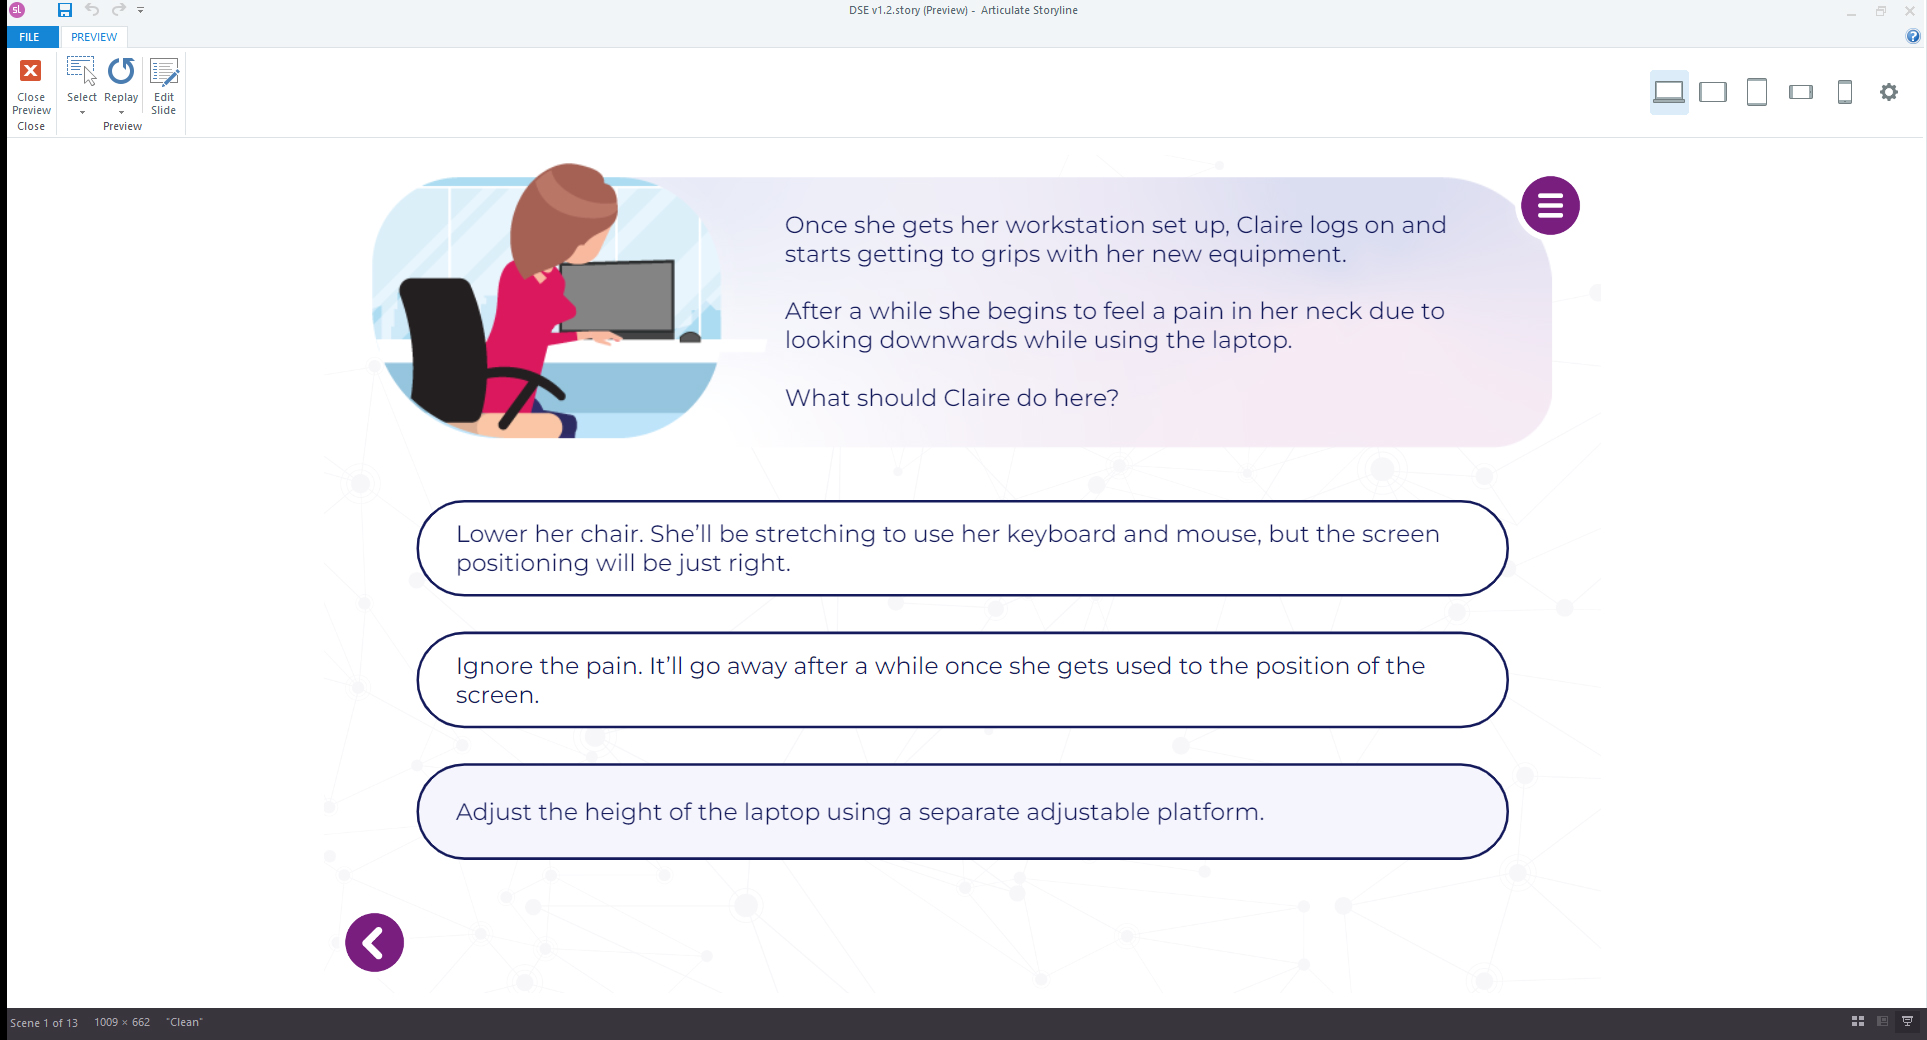 sL
DSE v1.2.story (Preview) - Articulate Storyline
FILE
PREVIEW
?
Close
Preview
Select
Replay
Edit
Slide
Close
Preview
Once she gets her workstation set up, Claire logs on and
starts getting to grips with her new equipment.
After a while she begins to feel a pain in her neck due to
looking downwards while using the laptop.
What should Claire do here?
Lower her chair. She’ll be stretching to use her keyboard and mouse, but the screen
positioning will be just right.
Ignore the pain. It’ll go away after a while once she gets used to the position of the
screen.
Adjust the height of the laptop using a separate adjustable platform.
Scene 1 of 13
1009 × 662
"Clean"